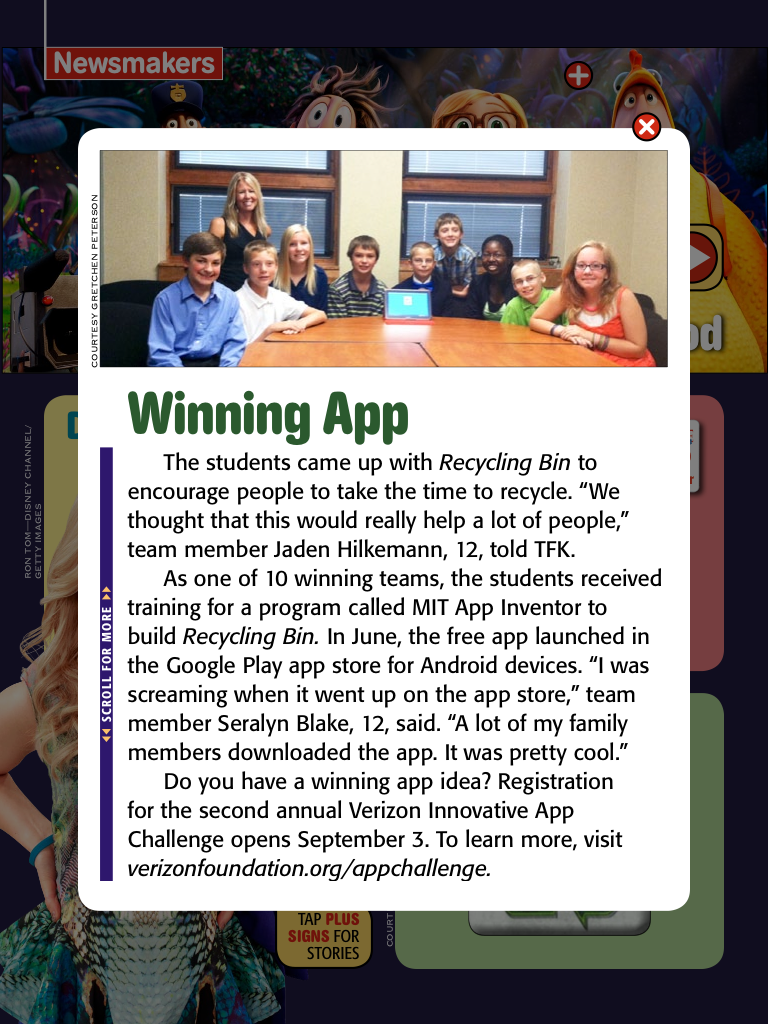 Newsmakers
COURTESY GRETCHEN PETERSON
Winning App
The students came up with Recycling Bin to
encourage people to take the time to recycle. “We
thought that this would really help a lot of people,”
team member Jaden Hilkemann, 12, told TFK.
As one of 10 winning teams, the students received
training for a program called MIT App Inventor to
build Recycling Bin. In June, the free app launched in
the Google Play app store for Android devices. “I was
screaming when it went up on the app store,” team
member Seralyn Blake, 12, said. “A lot of my family
members downloaded the app. It was pretty cool.”
Do you have a winning app idea? Registration
for the second annual Verizon Innovative App
Challenge opens September 3. To learn more, visit
verizonfoundation.org/appchallenge.
SCROLL FOR MORE
RON TOM—DISNEY CHANNEL/
GETTY IMAGES
TAP PLUS
SIGNS FOR
STORIES